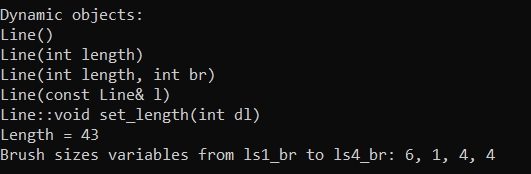 Dynamic objects:
Line()
Line(int length)
Line(int length, int br)
Line(const Line& l)
Line::void set_length(int dl)
Length = 43
Brush sizes variables from ls1_br to ls4_br: 6, 1, 4, 4